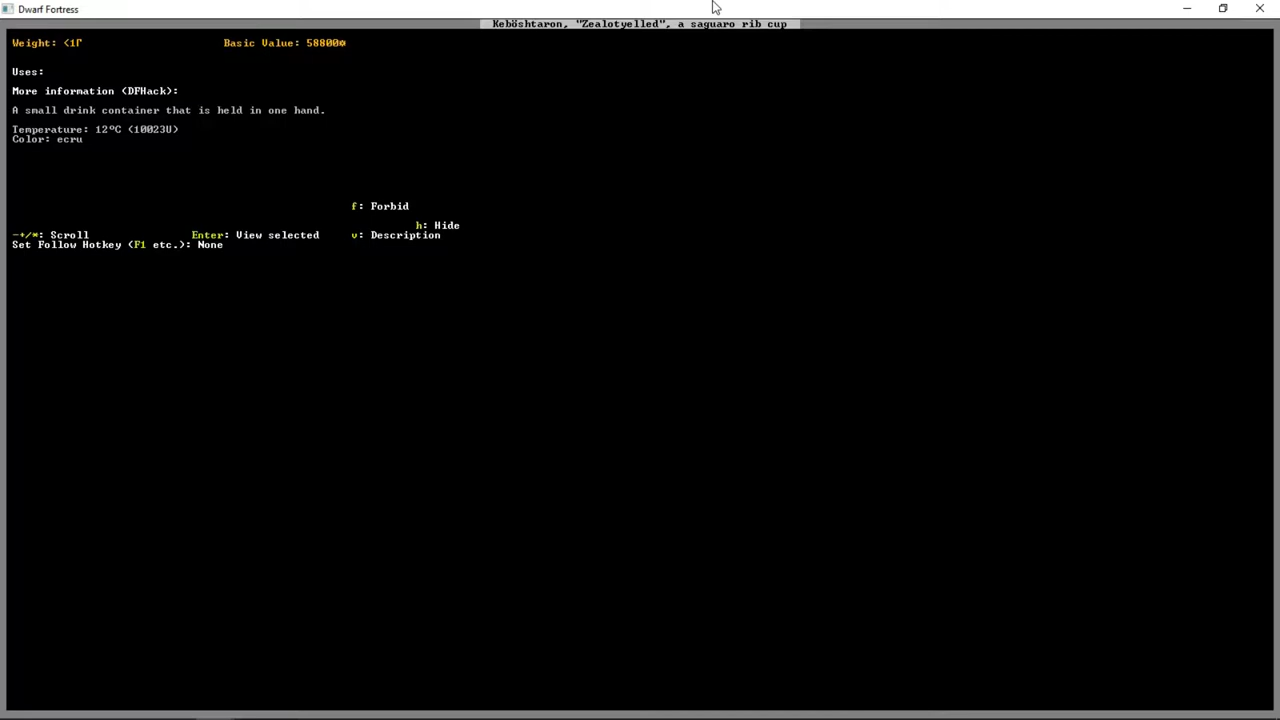 Dwarf Fortress
Keböshtaron, "Zealotyelled", a saguaro rib cup
Weight: <1Γ Basic Value: 58800☼
Uses:
More information (DFHack):
A small drink container that is held in one hand.
Temperature: 12°C (10023U)
Color: ecru
f: Forbid
h: Hide
-+/*: Scroll Enter: View selected v: Description
Set Follow Hotkey (F1 etc.): None